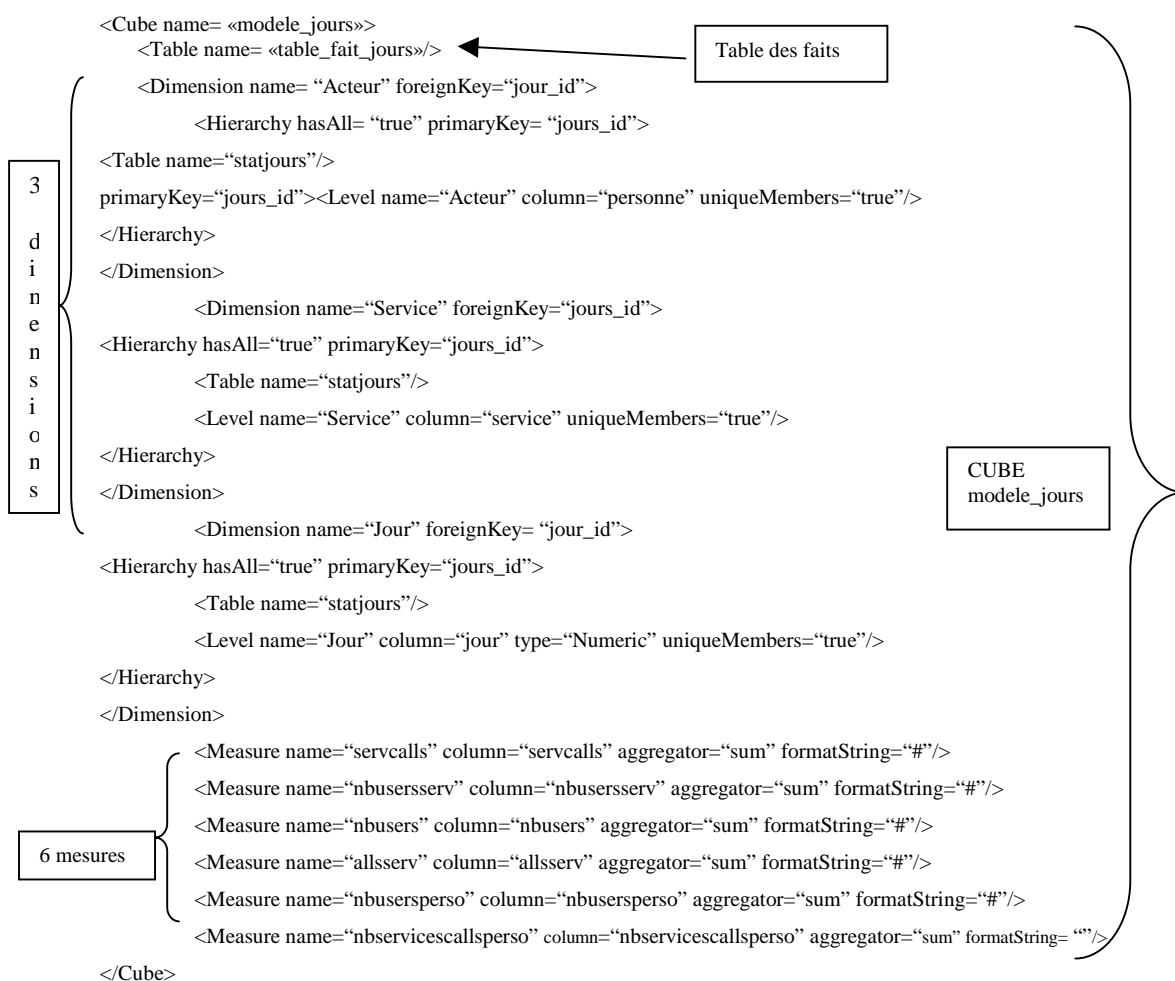 <Cube name= «modele_jours»>
<Table name= «table_fait_jours»/>
Table des faits
<Dimension name= “Acteur” foreignKey=“jour_id”>
<Hierarchy hasAll= “true” primaryKey= “jours_id”>
<Table name=“statjours”/>
primaryKey=“jours_id”><Level name=“Acteur” column=“personne” uniqueMembers=“true”/>
</Hierarchy>
</Dimension>
3 dimensions
<Dimension name=“Service” foreignKey=“jours_id”>
<Hierarchy hasAll=“true” primaryKey=“jours_id”>
<Table name=“statjours”/>
<Level name=“Service” column=“service” uniqueMembers=“true”/>
</Hierarchy>
</Dimension>
CUBE
modele_jours
<Dimension name=“Jour” foreignKey= “jour_id”>
<Hierarchy hasAll=“true” primaryKey=“jours_id”>
<Table name=“statjours”/>
<Level name=“Jour” column=“jour” type=“Numeric” uniqueMembers=“true”/>
</Hierarchy>
</Dimension>
<Measure name=“servcalls” column=“servcalls” aggregator=“sum” formatString=“#”/>
<Measure name=“nbusersserv” column=“nbusersserv” aggregator=“sum” formatString=“#”/>
<Measure name=“nbusers” column=“nbusers” aggregator=“sum” formatString=“#”/>
6 mesures
<Measure name=“allsserv” column=“allsserv” aggregator=“sum” formatString=“#”/>
<Measure name=“nbusersperso” column=“nbusersperso” aggregator=“sum” formatString=“#”/>
<Measure name=“nbservicescallsperso” column=“nbservicescallsperso” aggregator=“sum” formatString= “”/>
</Cube>